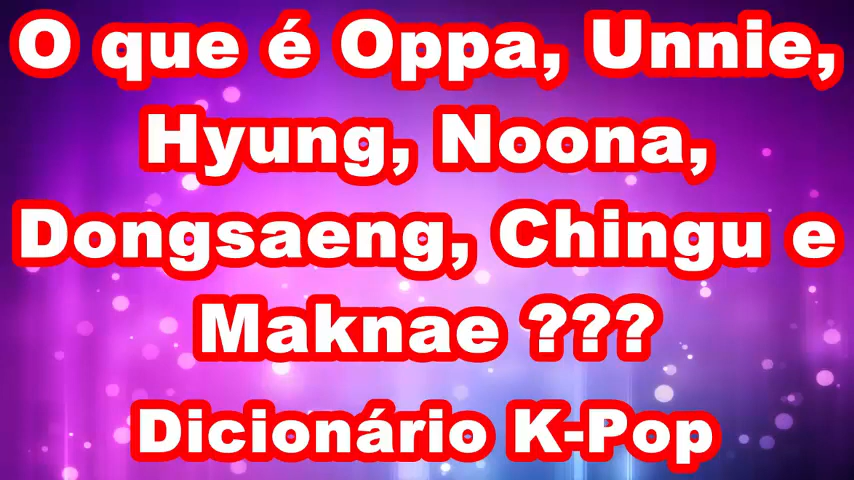 O que é Oppa, Unnie,
Hyung, Noona,
Dongsaeng, Chingu e
Maknae ???
Dicionário K-Pop